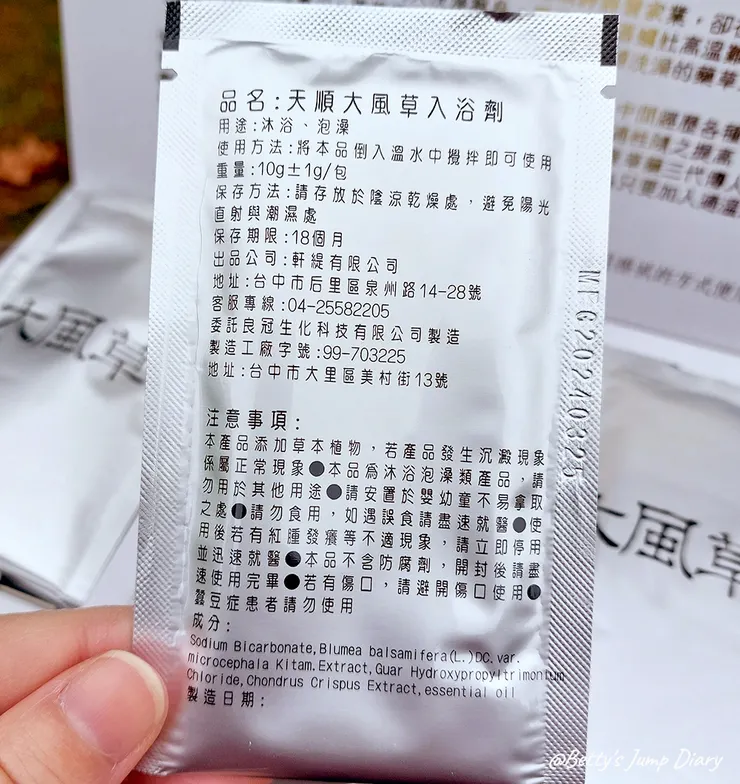 品名:天順大風草入浴劑
用途:沐浴、泡澡
使用方法:將本品倒入溫水中攪拌即可使用
重量:10g±1g/包
保存方法:請存放於陰涼乾燥處,避免陽光
直射與潮濕處
保存期限:18個月
出品公司:軒緹有限公司
地址:台中市后里區泉州路14-28號
客服專線:04-25582205
委託良冠生化科技有限公司製造
製造工廠字號:99-703225
地址:台中市大里區美村街13號
注意事項:
本產品添加草本植物,若產品發生沉澱現象
係屬正常現象●本品為沐浴泡澡類產品,請
勿用於其他用途●請安置於嬰幼童不易拿取
之處●請勿食用,如遇誤食請盡速就醫●使
用後若有紅腫發癢等不適現象,請立即停用
並迅速就醫●本品不含防腐劑,開封後請盡
速使用完畢●若有傷口,請避開傷口使用●
蠶豆症患者請勿使用
成分:
Sodium Bicarbonate,Blumea balsamifera(L.)DC.var.
microcephala Kitam.Extract,Guar Hydroxypropyltrimontum
Chloride,Chondrus Crispus Extract,essential oil
製造日期:
MFG20240325
大風草
大風草
@Betty's Jump Diary